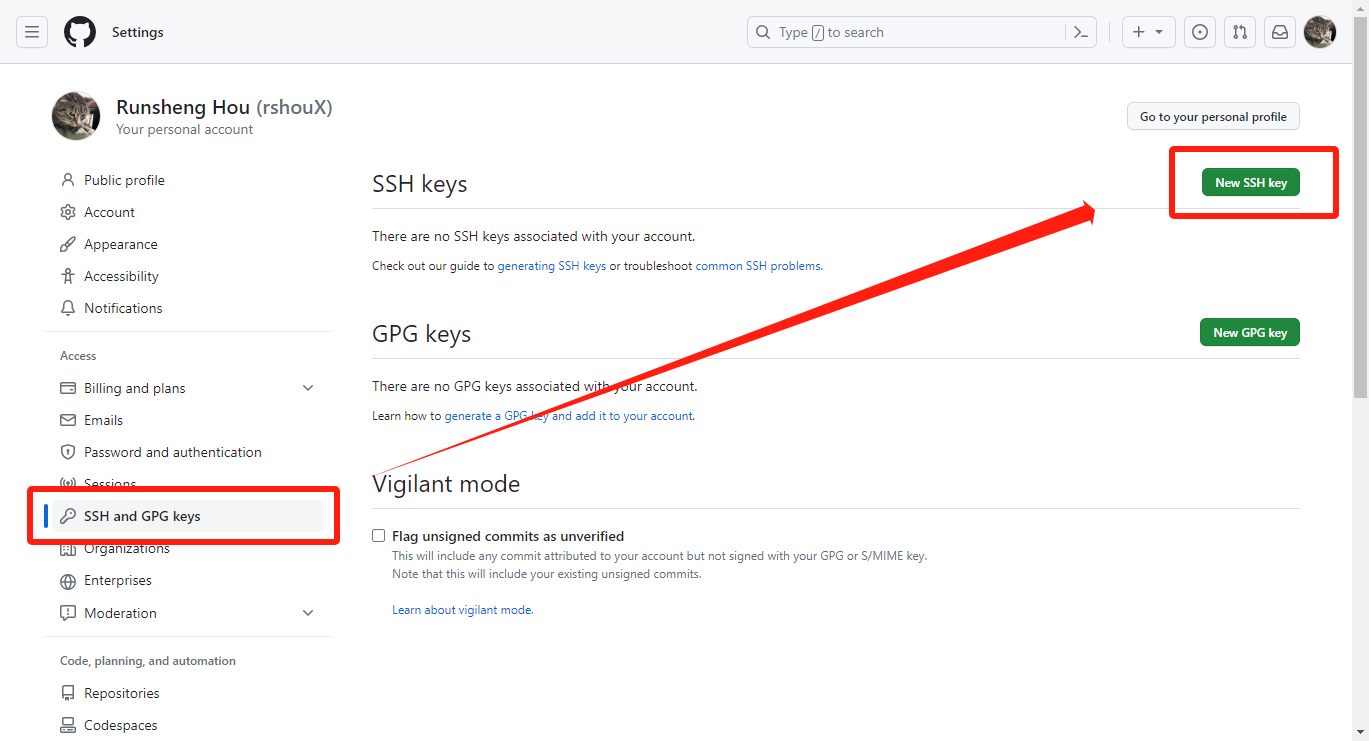 Settings
Type / to search
Runsheng Hou (rshouX)
Your personal account
Go to your personal profile
Public profile
Account
Appearance
Accessibility
Notifications
Access
Billing and plans
Emails
Password and authentication
Sessions
SSH and GPG keys
Organizations
Enterprises
Moderation
Code, planning, and automation
Repositories
Codespaces
SSH keys
New SSH key
There are no SSH keys associated with your account.
Check out our guide to generating SSH keys or troubleshoot common SSH problems.
GPG keys
New GPG key
There are no GPG keys associated with your account.
Learn how to generate a GPG key and add it to your account.
Vigilant mode
Flag unsigned commits as unverified
This will include any commit attributed to your account but not signed with your GPG or S/MIME key.
Note that this will include your existing unsigned commits.
Learn about vigilant mode.